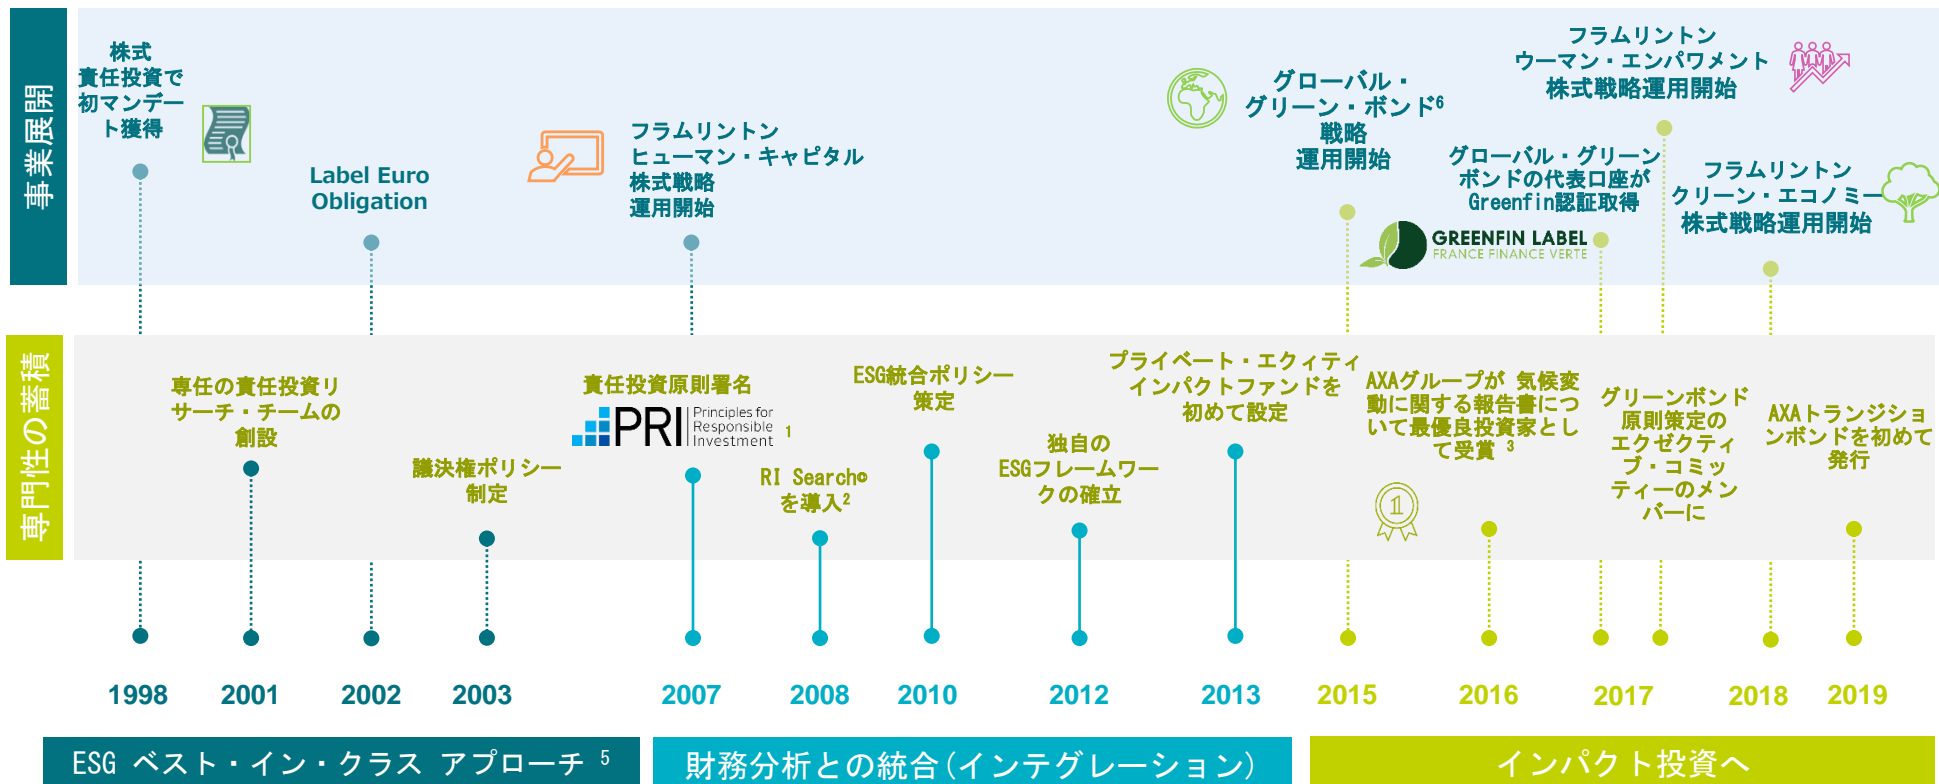 事業展開
株式
責任投資で
初マンデー
ト獲得
Label Euro
Obligation
フラムリントン
ヒューマン・キャピタル
株式戦略
運用開始
グローバル・
グリーン・ボンド6
戦略
運用開始
GREENFIN LABEL
FRANCE FINANCE VERTE
グローバル・グリーン
ボンドの代表口座が
Greenfin認証取得
フラムリントン
ウーマン・エンパワメント
株式戦略運用開始
フラムリントン
クリーン・エコノミー
株式戦略運用開始
専門性の蓄積
専任の責任投資リ
サーチ・チームの
創設
議決権ポリシー
制定
責任投資原則署名
PRI
Principles for
Responsible
Investment 1
RI Search©
を導入2
ESG統合ポリシー
策定
独自の
ESGフレームワー
クの確立
プライベート・エクィティ
インパクトファンドを
初めて設定
AXAグループが 気候変
動に関する報告書につ
いて最優良投資家とし
て受賞 3
1
グリーンボンド
原則策定の
エクゼクティ
ブ・コミッ
ティーのメン
バーに
AXAトランジショ
ンボンドを初めて
発行
1998
2001
2002
2003
2007
2008
2010
2012
2013
2015
2016
2017
2018
2019
ESG ベスト・イン・クラス アプローチ 5
財務分析との統合(インテグレーション)
インパクト投資へ